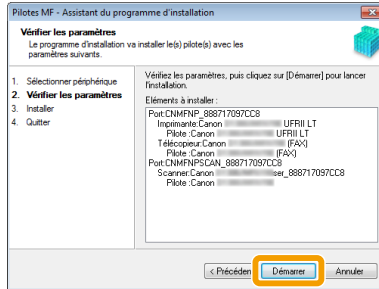 Pilotes MF - Assistant du programme d'installation
Vérifier les paramètres
Le programme d'installation va installer le(s) pilote(s) avec les
paramètres suivants.
1. Sélectionner périphérique
2. Vérifier les paramètres
3. Installer
4. Quitter
Vérifiez les paramètres, puis cliquez sur [Démarrer] pour lancer
l'installation.
Eléments à installer :
Port:CNMFNP_888717097CC8
Imprimante:Canon UFRII LT
Pilote :Canon UFRII LT
Télécopieur:Canon (FAX)
Pilote :Canon (FAX)
Port:CNMFNPSCAN_888717097CC8
Scanner:Canon ser_888717097CC8
Pilote :Canon
< Précéden
Démarrer
Annuler